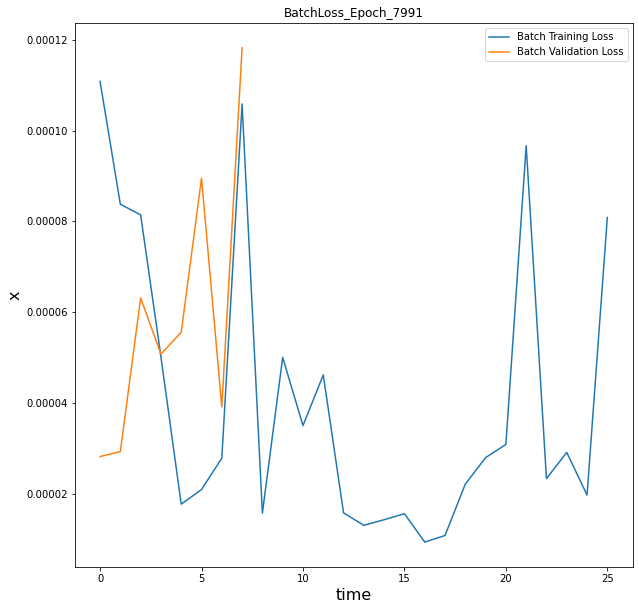 BatchLoss_Epoch_7991
Batch Training Loss
Batch Validation Loss
0.00012
0.00010
0.00008
0.00006
0.00004
0.00002
x
0 5 10 15 20 25
time